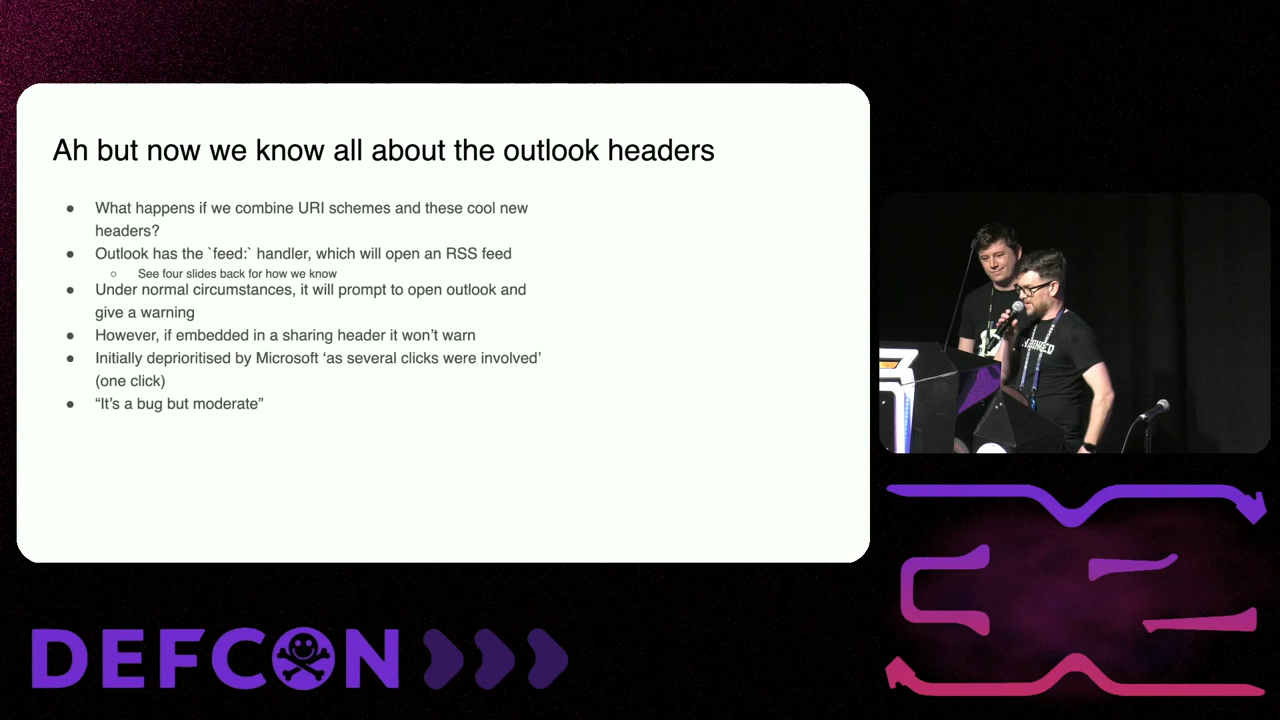 Ah but now we know all about the outlook headers
● What happens if we combine URI schemes and these cool new
headers?
● Outlook has the `feed:` handler, which will open an RSS feed
○ See four slides back for how we know
● Under normal circumstances, it will prompt to open outlook and
give a warning
● However, if embedded in a sharing header it won’t warn
● Initially deprioritised by Microsoft ‘as several clicks were involved’
(one click)
● “It’s a bug but moderate”
DEFCON